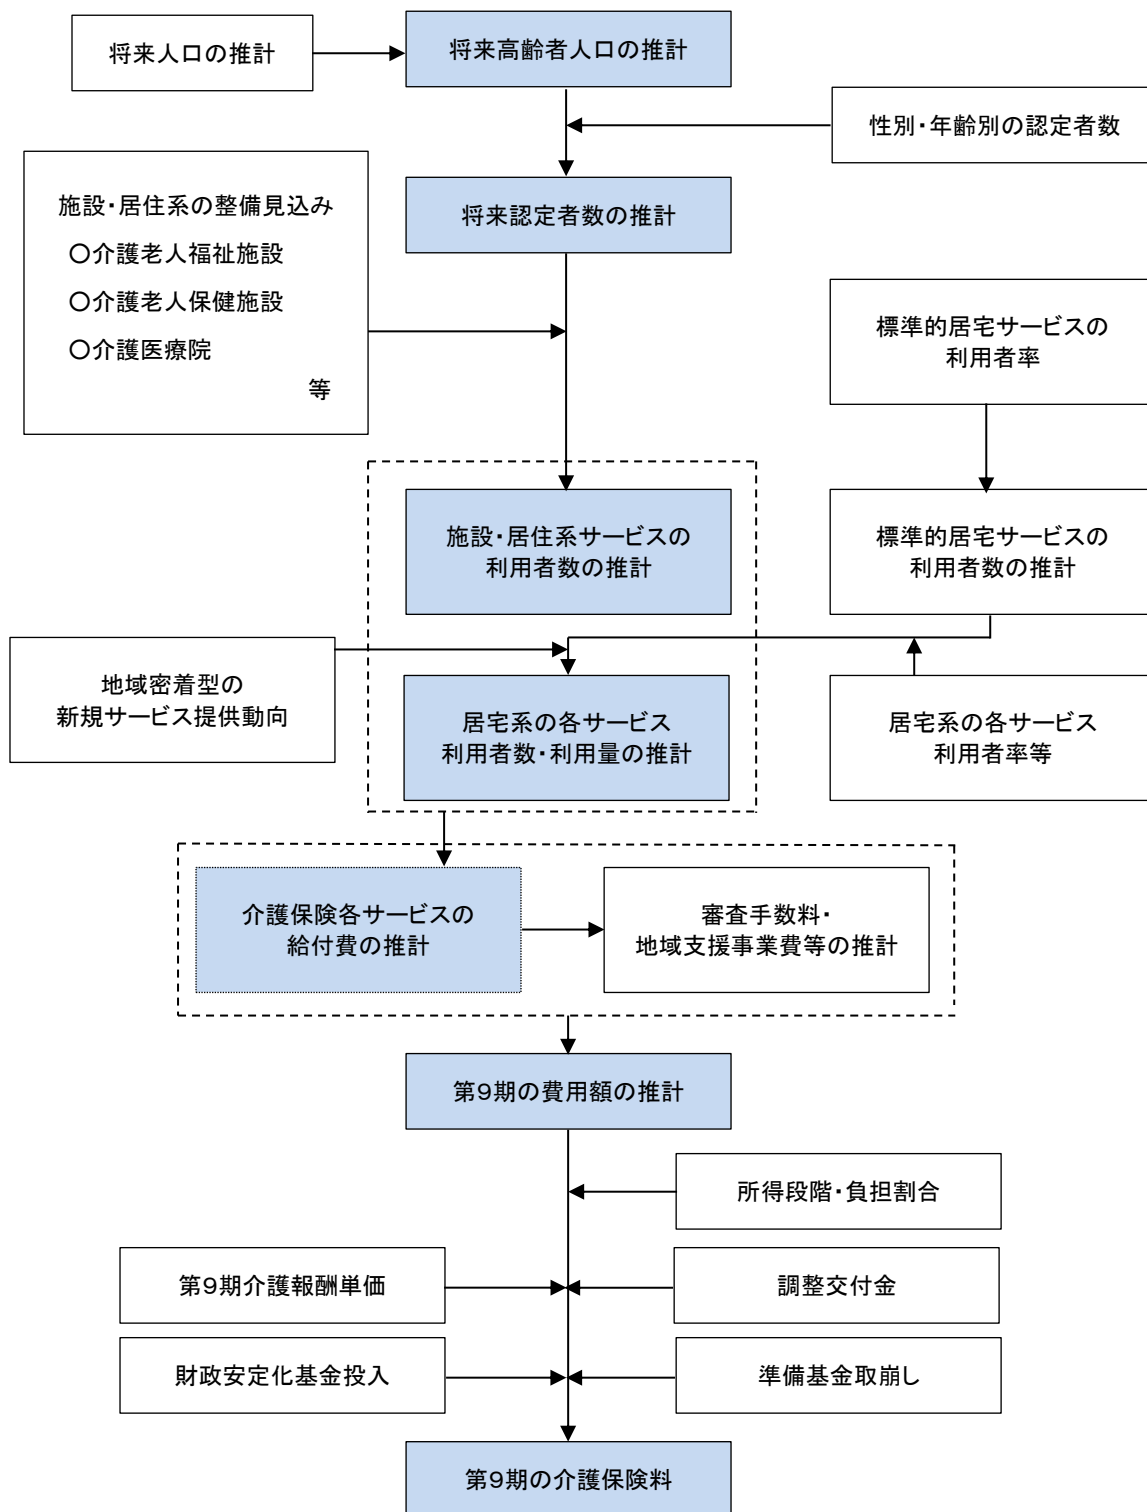 将来人口の推計
将来高齢者人口の推計
性別・年齢別の認定者数
施設・居住系の整備見込み
〇介護老人福祉施設
〇介護老人保健施設
〇介護医療院
等
将来認定者数の推計
標準的居宅サービスの
利用者率
施設・居住系サービスの
利用者数の推計
標準的居宅サービスの
利用者数の推計
地域密着型の
新規サービス提供動向
居宅系の各サービス
利用者数・利用量の推計
居宅系の各サービス
利用者率等
介護保険各サービスの
給付費の推計
審査手数料・
地域支援事業費等の推計
第9期の費用額の推計
所得段階・負担割合
第9期介護報酬単価
調整交付金
財政安定化基金投入
準備基金取崩し
第9期の介護保険料